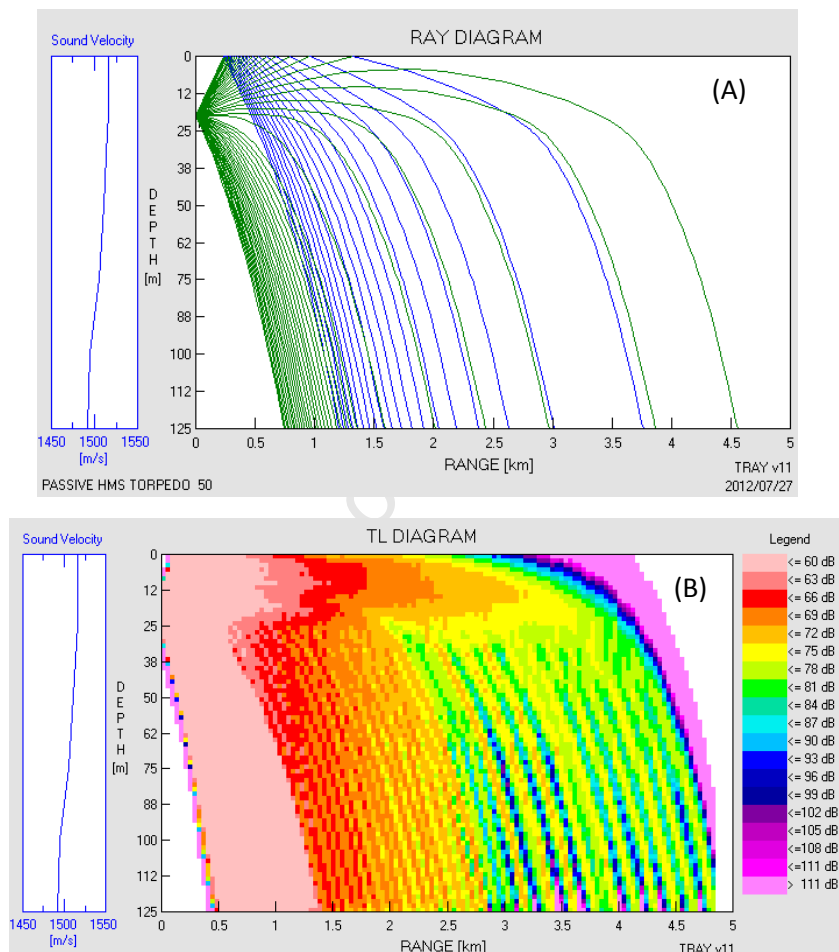 RAY DIAGRAM
Sound Velocity
(A)
0
12
25
38
50
62
75
88
100
112
125
DEPTH
[m]
1450 1500 1550
[m/s]
0 0.5 1 1.5 2 2.5 3 3.5 4 4.5 5
RANGE [km]
TRAY v11
PASSIVE HMS TORPEDO 50
2012/07/27
TL DIAGRAM
Sound Velocity
Legend
(B)
0
12
25
38
50
62
75
88
100
112
125
DEPTH
[m]
<= 60 dB
<= 63 dB
<= 66 dB
<= 69 dB
<= 72 dB
<= 75 dB
<= 78 dB
<= 81 dB
<= 84 dB
<= 87 dB
<= 90 dB
<= 93 dB
<= 96 dB
<= 99 dB
<=102 dB
<=105 dB
<=108 dB
<=111 dB
> 111 dB
1450 1500 1550
[m/s]
0 0.5 1 1.5 2 2.5 3 3.5 4 4.5 5
RANGE [km]
TRAY v11